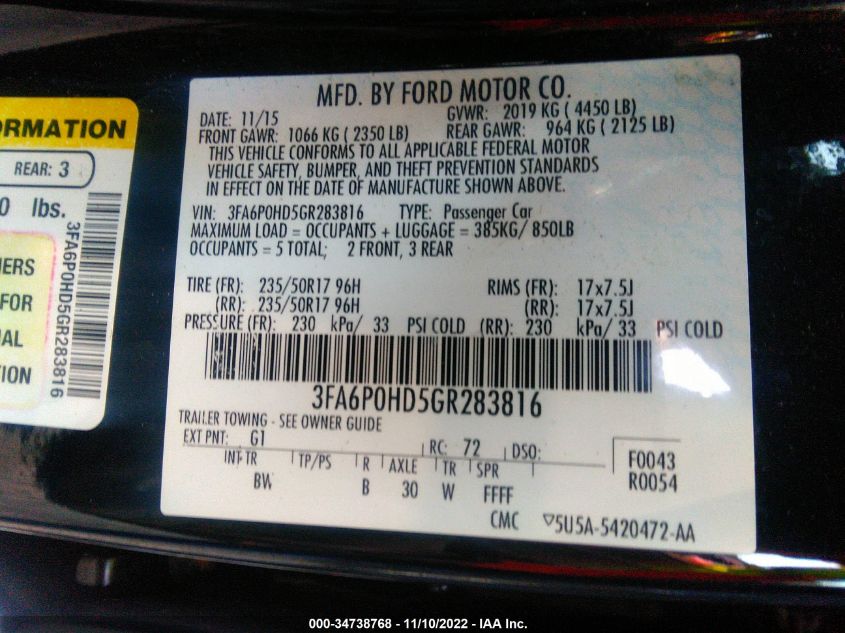 ORMATION
REAR: 3
0 lbs.
NERS
FOR
AL
TION
3FA6P0HD5GR283816
MFD. BY FORD MOTOR CO.
DATE: 11/15 GVWR: 2019 KG ( 4450 LB)
FRONT GAWR: 1066 KG ( 2350 LB) REAR GAWR: 964 KG ( 2125 LB)
THIS VEHICLE CONFORMS TO ALL APPLICABLE FEDERAL MOTOR
VEHICLE SAFETY, BUMPER, AND THEFT PREVENTION STANDARDS
IN EFFECT ON THE DATE OF MANUFACTURE SHOWN ABOVE.
VIN: 3FA6P0HD5GR283816 TYPE: Passenger Car
MAXIMUM LOAD = OCCUPANTS + LUGGAGE = 385KG/ 850LB
OCCUPANTS = 5 TOTAL; 2 FRONT, 3 REAR
TIRE (FR): 235/50R17 96H RIMS (FR): 17x7.5J
(RR): 235/50R17 96H (RR): 17x7.5J
PRESSURE (FR): 230 kPa/ 33 PSI COLD (RR): 230 kPa/ 33 PSI COLD
3FA6P0HD5GR283816
TRAILER TOWING - SEE OWNER GUIDE
EXT PNT: G1 RC: 72 DSO: F0043
INT TR TP/PS R AXLE TR SPR R0054
BW B 30 W FFFF
CMC ▽5U5A-5420472-AA
000-34738768 - 11/10/2022 - IAA Inc.